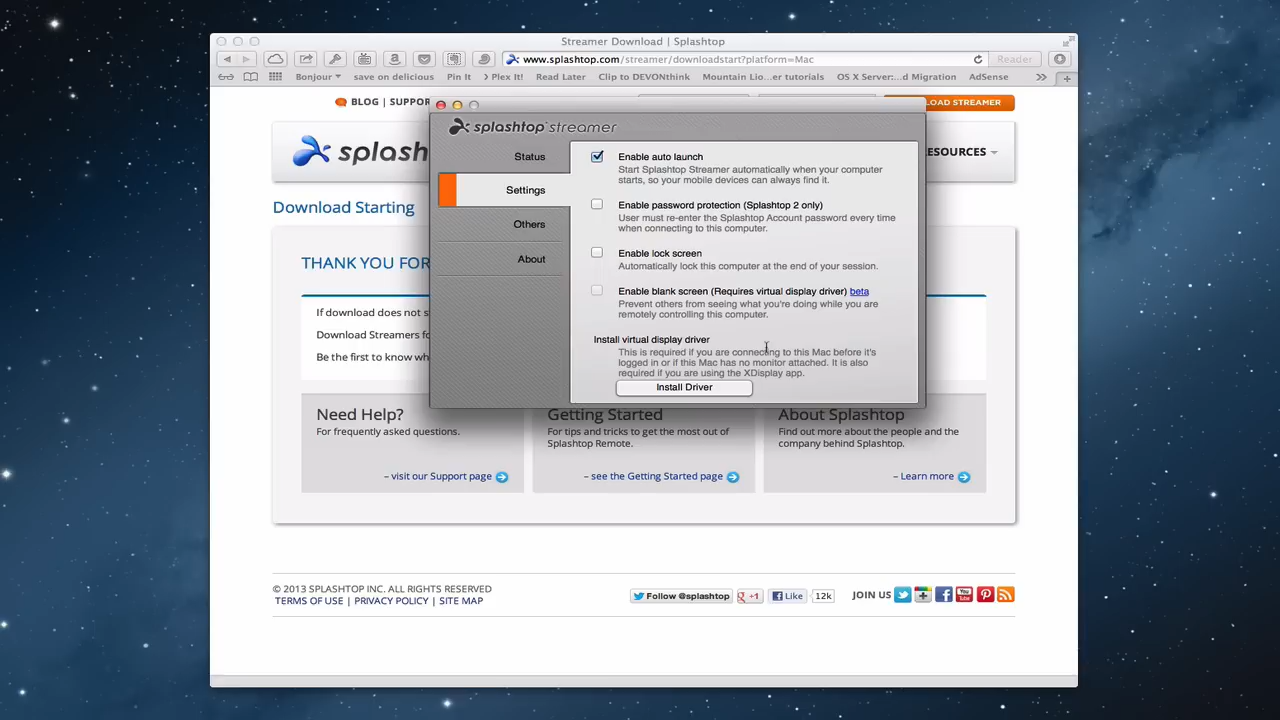 Streamer Download | Splashtop
www.splashtop.com/streamer/downloadstart?platform=Mac
Reader
Bonjour
save on delicious
Pin It
> Plex It!
Read Later
Clip to DEVONthink
Mountain Lio...er tutorials
OS X Server:...d Migration
AdSense
BLOG | SUPPOR
LOAD STREAMER
splash
ESOURCES
splashtop streamer
Status
Settings
Others
About
Enable auto launch
Start Splashtop Streamer automatically when your computer
starts, so your mobile devices can always find it.
Enable password protection (Splashtop 2 only)
User must re-enter the Splashtop Account password every time
when connecting to this computer.
Enable lock screen
Automatically lock this computer at the end of your session.
Enable blank screen (Requires virtual display driver) beta
Prevent others from seeing what you're doing while you are
remotely controlling this computer.
Install virtual display driver
This is required if you are connecting to this Mac before it's
logged in or if this Mac has no monitor attached. It is also
required if you are using the XDisplay app.
Install Driver
Download Starting
THANK YOU FOR
If download does not s
Download Streamers fo
Be the first to know wh
Need Help?
For frequently asked questions.
– visit our Support page
Getting Started
For tips and tricks to get the most out of
Splashtop Remote.
– see the Getting Started page
About Splashtop
Find out more about the people and the
company behind Splashtop.
– Learn more
© 2013 SPLASHTOP INC. ALL RIGHTS RESERVED
TERMS OF USE | PRIVACY POLICY | SITE MAP
Follow @splashtop
+1
Like
12k
JOIN US